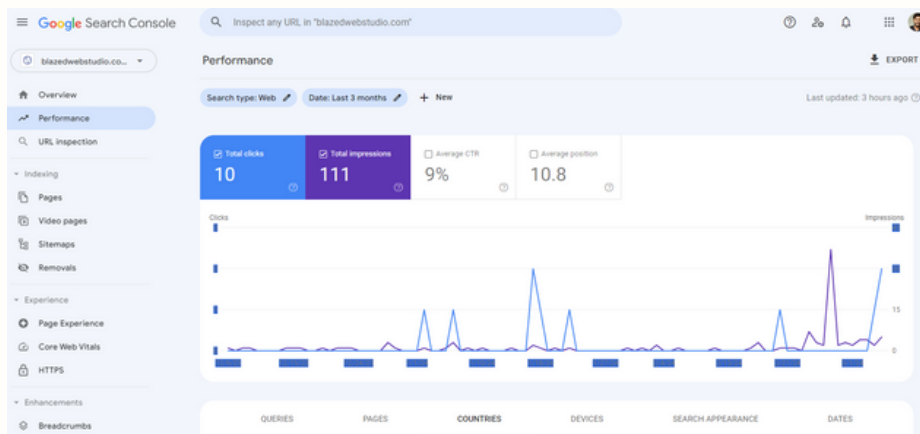 Google Search Console
Inspect any URL in "blazedwebstudio.com"
blazedwebstudio.co...
Performance
EXPORT
Search type: Web
Date: Last 3 months
+ New
Last updated: 3 hours ago
Overview
Performance
URL inspection
Indexing
Pages
Video pages
Sitemaps
Removals
Experience
Page Experience
Core Web Vitals
HTTPS
Enhancements
Breadcrumbs
Total clicks
10
Total impressions
111
Average CTR
9%
Average position
10.8
Clicks
Impressions
15
0
QUERIES
PAGES
COUNTRIES
DEVICES
SEARCH APPEARANCE
DATES